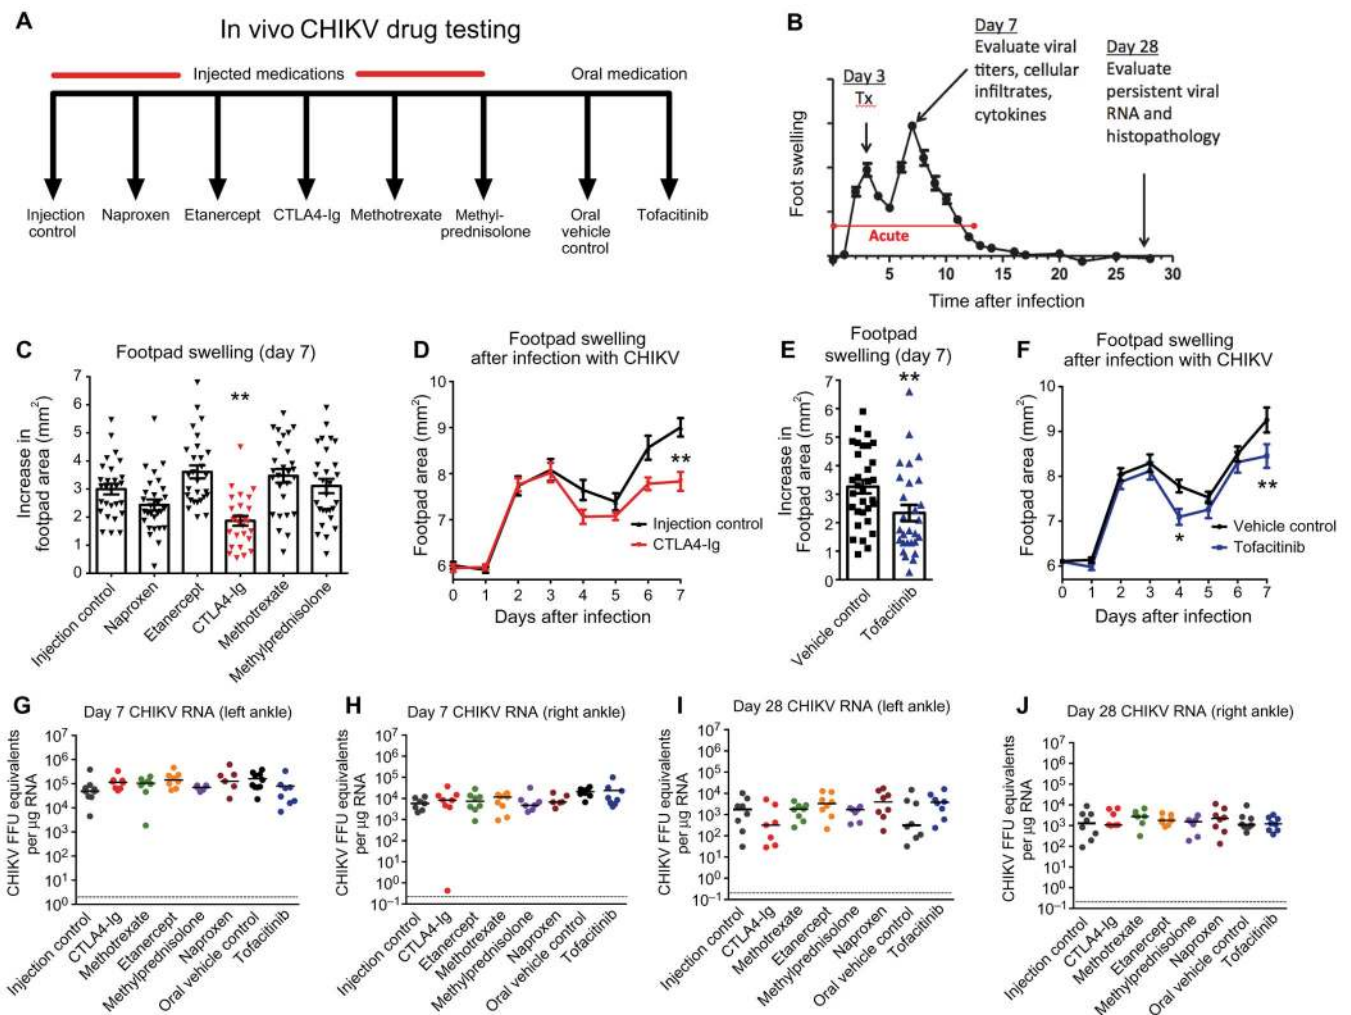 A
In vivo CHIKV drug testing
Injected medications
Oral medication
Injection
control
Naproxen
Etanercept
CTLA4-Ig
Methotrexate
Methyl-
prednisolone
Oral
vehicle
control
Tofacitinib
B
Day 3
Tx
Day 7
Evaluate viral
titers, cellular
infiltrates,
cytokines
Day 28
Evaluate
persistent viral
RNA and
histopathology
Foot swelling
Acute
5
10
15
20
25
30
Time after infection
C
Footpad swelling (day 7)
Increase in
footpad area (mm²)
7
6
5
4
3
2
1
0
**
Injection control
Naproxen
Etanercept
CTLA4-Ig
Methotrexate
Methylprednisolone
D
Footpad swelling
after infection with CHIKV
Footpad area (mm²)
10
9
8
7
6
**
Injection control
CTLA4-Ig
0 1 2 3 4 5 6 7
Days after infection
E
Footpad
swelling (day 7)
Increase in
footpad area (mm²)
7
6
5
4
3
2
1
0
**
Vehicle control
Tofacitinib
F
Footpad swelling
after infection with CHIKV
Footpad area (mm²)
10
9
8
7
6
*
**
Vehicle control
Tofacitinib
0 1 2 3 4 5 6 7
Days after infection
G
Day 7 CHIKV RNA (left ankle)
CHIKV FFU equivalents
per µg RNA
10⁷
10⁶
10⁵
10⁴
10³
10²
10¹
10⁰
Injection control
CTLA4-Ig
Methotrexate
Etanercept
Methylprednisolone
Naproxen
Oral vehicle control
Tofacitinib
H
Day 7 CHIKV RNA (right ankle)
CHIKV FFU equivalents
per µg RNA
10⁷
10⁶
10⁵
10⁴
10³
10²
10¹
10⁰
10⁻¹
Injection control
CTLA4-Ig
Etanercept
Methotrexate
Methylprednisolone
Naproxen
Oral vehicle control
Tofacitinib
I
Day 28 CHIKV RNA (left ankle)
CHIKV FFU equivalents
per µg RNA
10⁷
10⁶
10⁵
10⁴
10³
10²
10¹
10⁰
10⁻¹
Injection control
CTLA4-Ig
Methotrexate
Etanercept
Methylprednisolone
Naproxen
Oral vehicle control
Tofacitinib
J
Day 28 CHIKV RNA (right ankle)
CHIKV FFU equivalents
per µg RNA
10⁷
10⁶
10⁵
10⁴
10³
10²
10¹
10⁰
10⁻¹
Injection control
CTLA4-Ig
Methotrexate
Etanercept
Methylprednisolone
Naproxen
Oral vehicle control
Tofacitinib